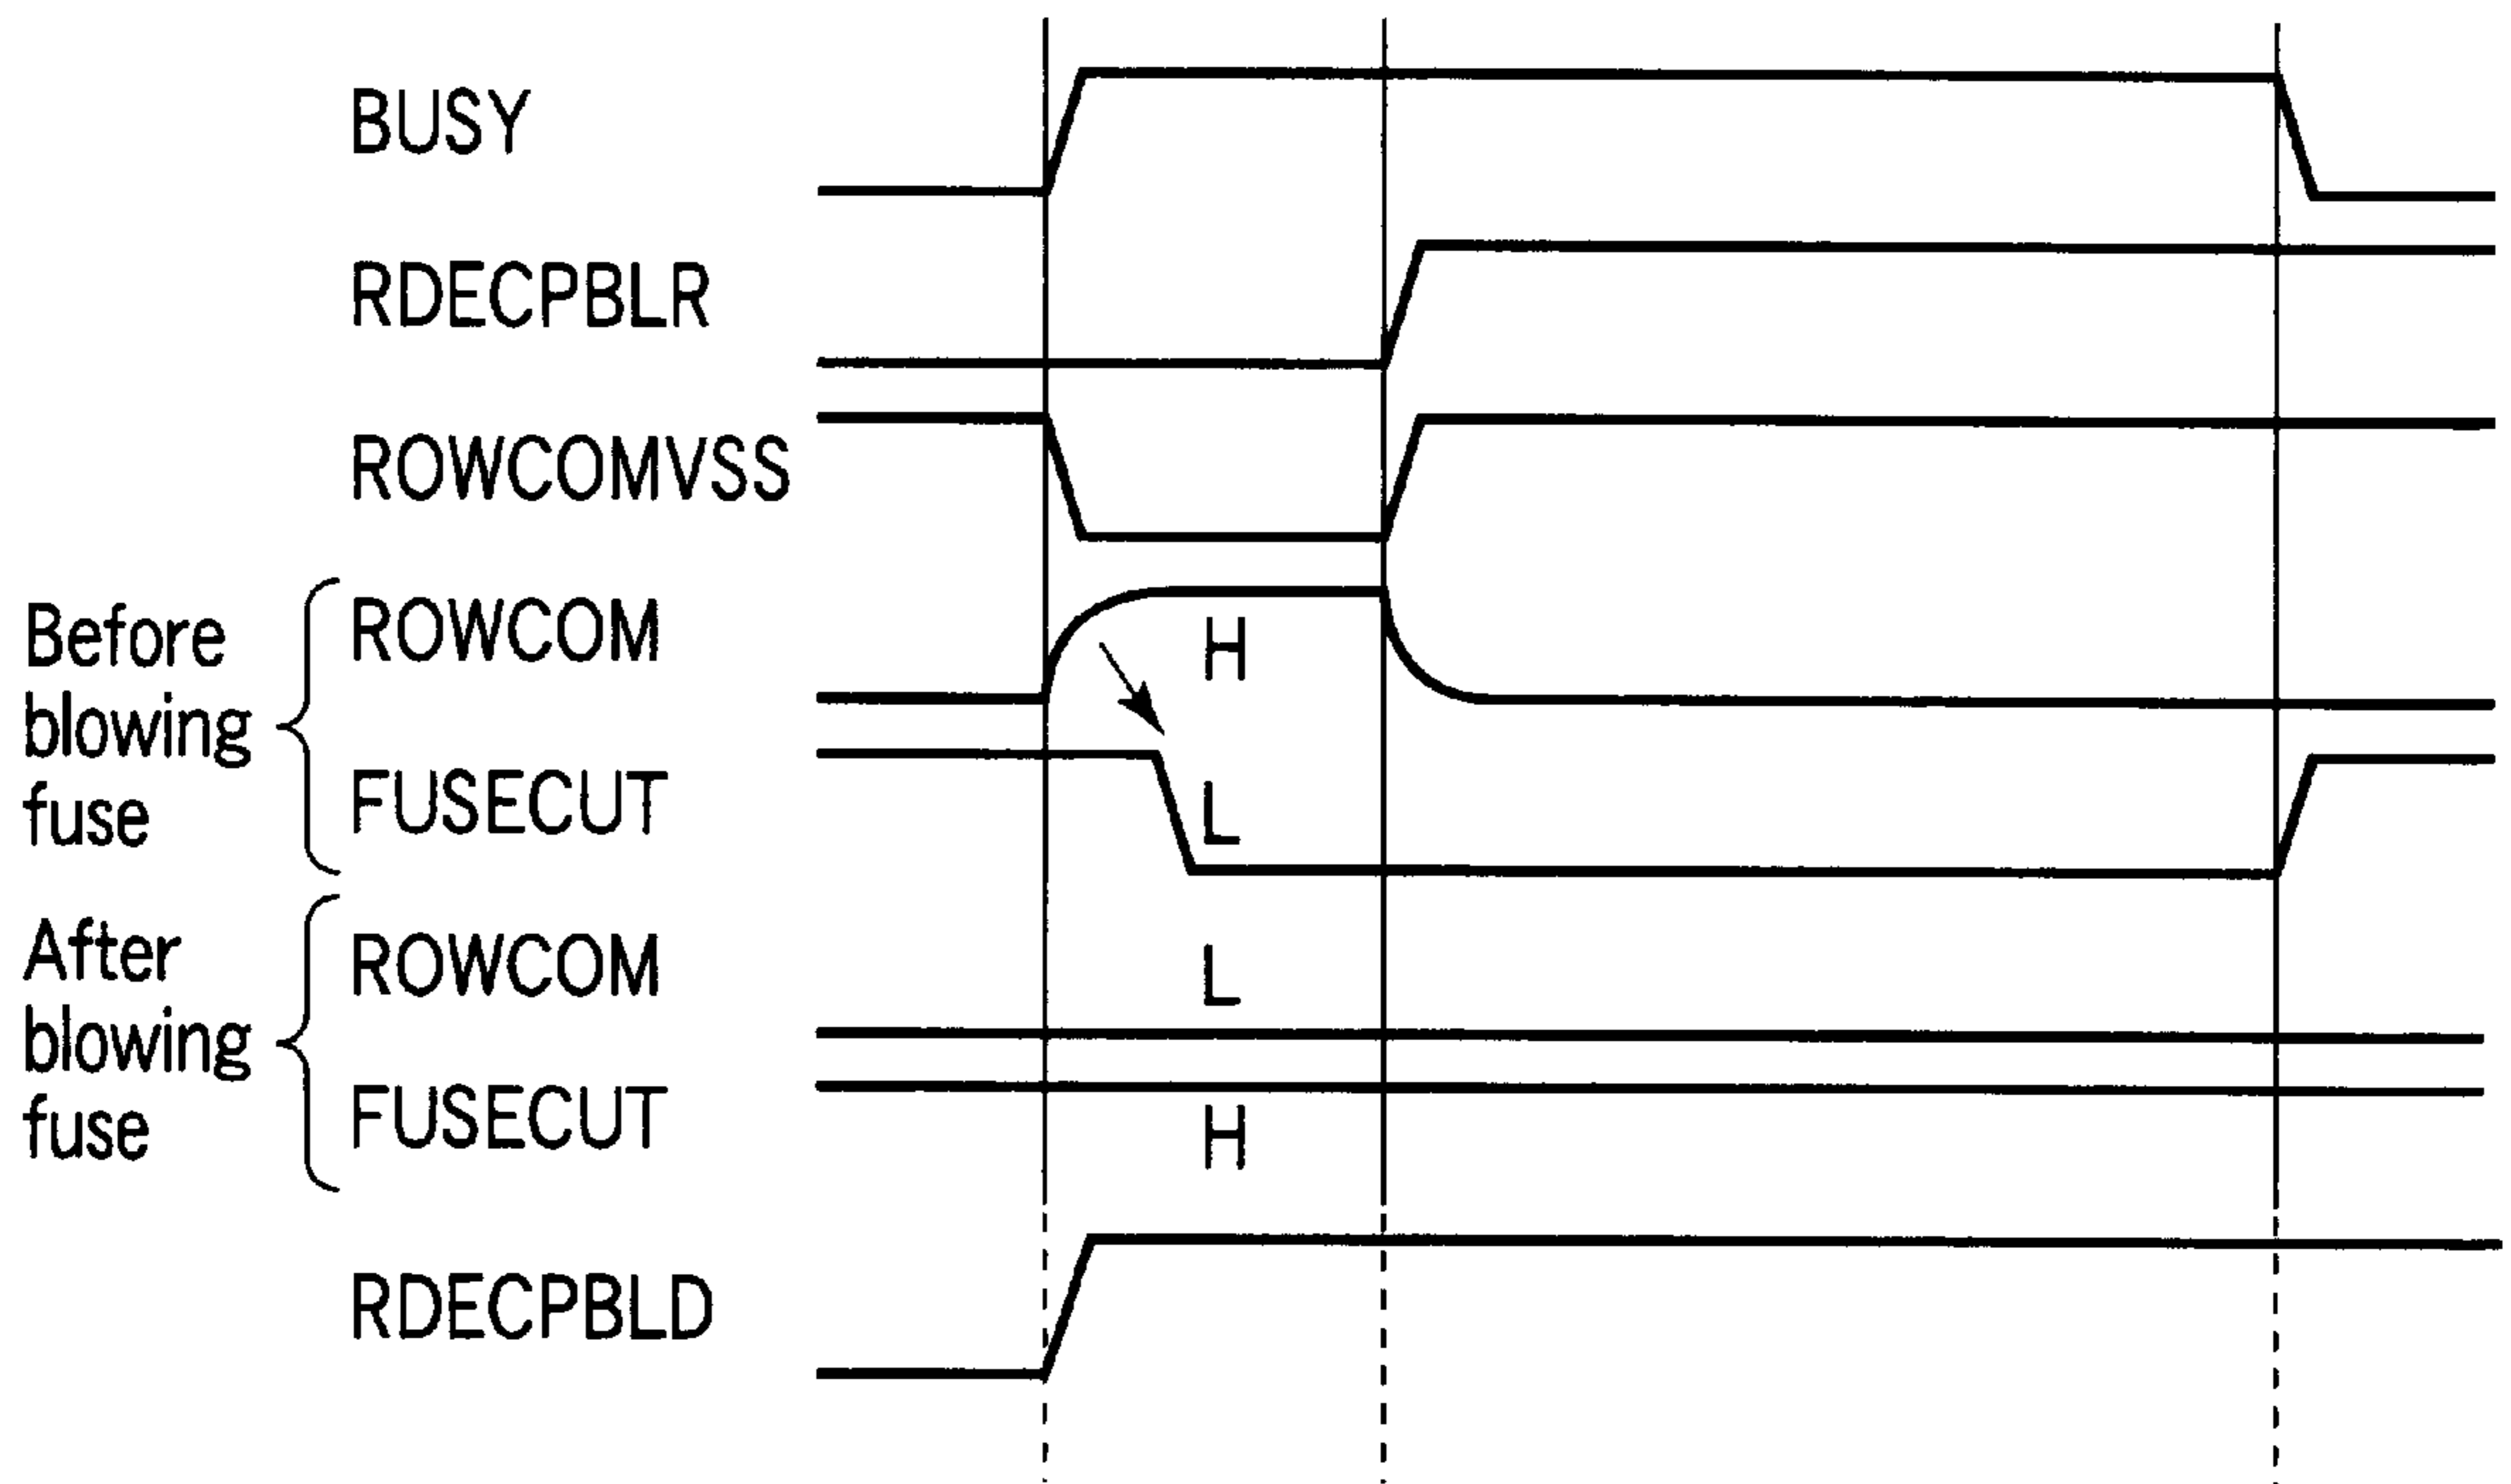 BUSY
RDECPBLR
ROWCOMVSS
Before
blowing
fuse
ROWCOM
H
FUSECUT
L
After
blowing
fuse
ROWCOM
L
FUSECUT
H
RDECPBLD